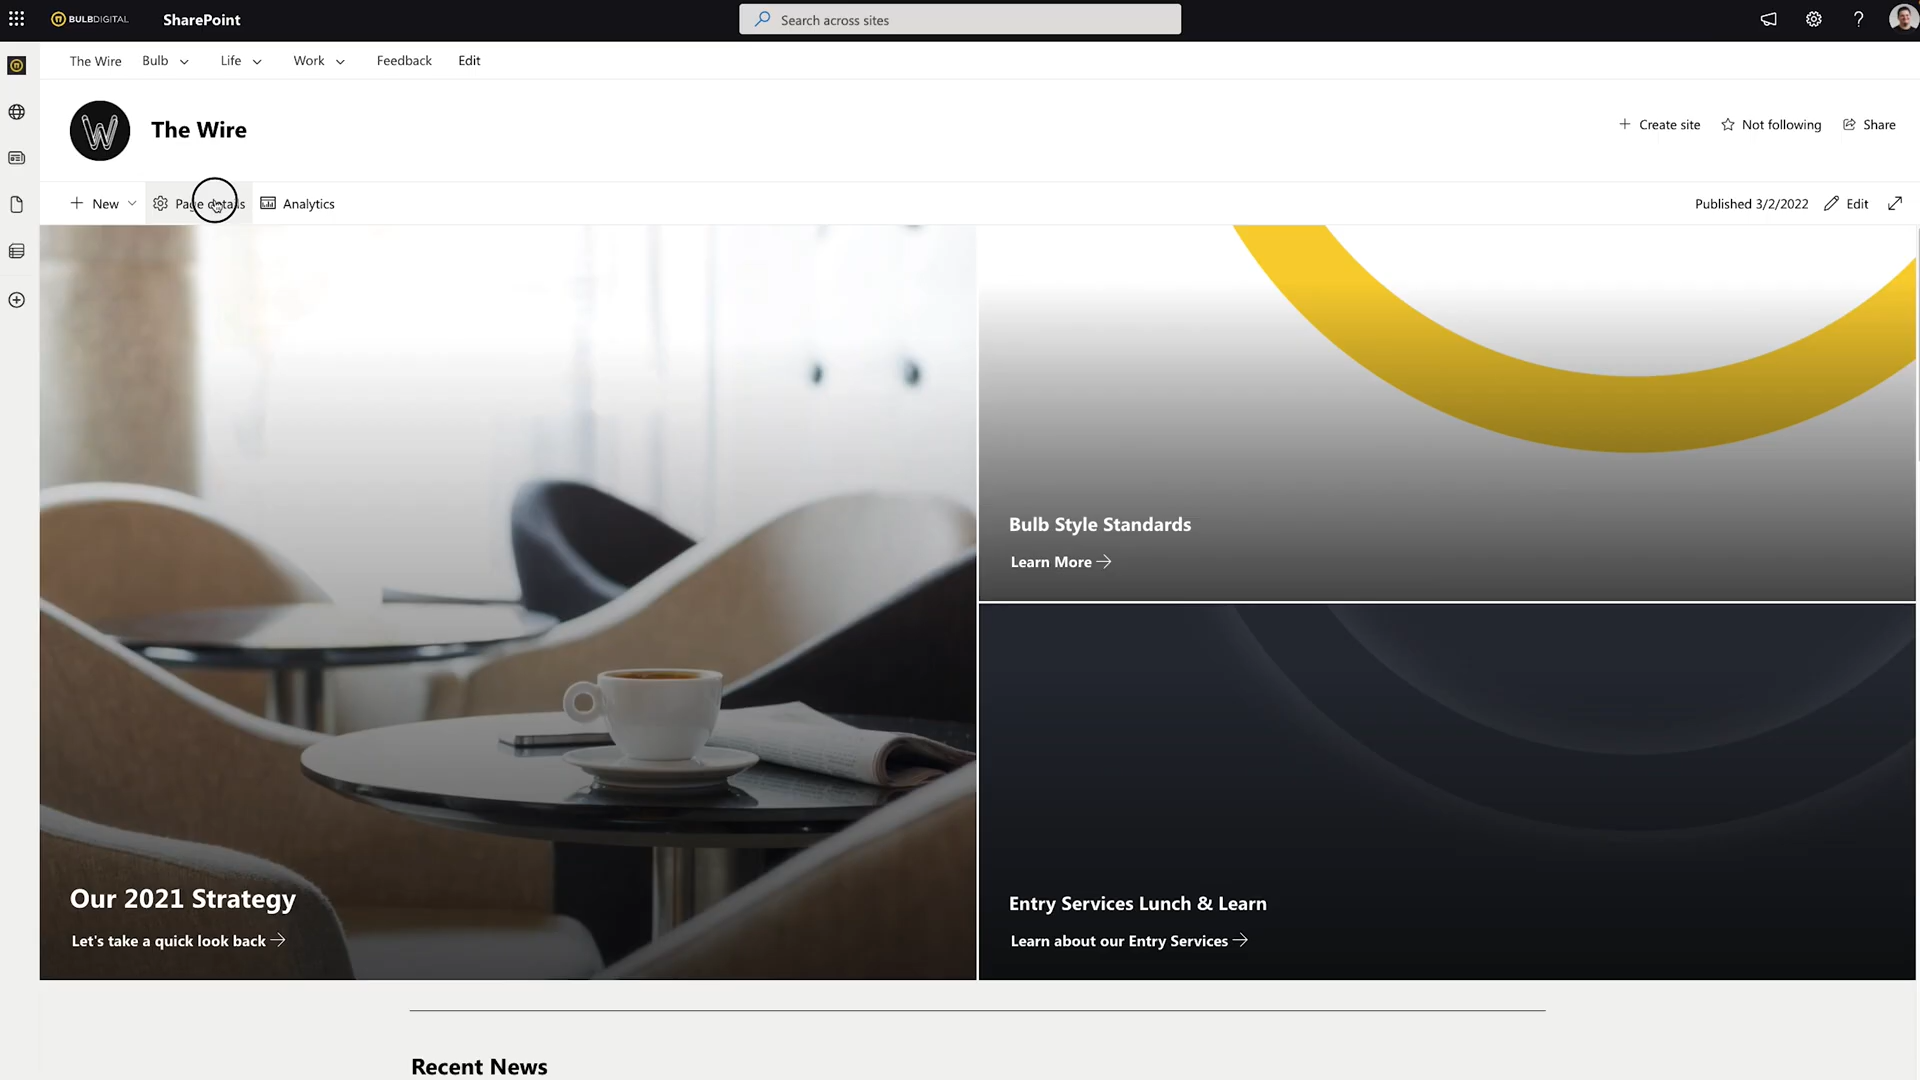 BULBDIGITAL
SharePoint
Search across sites
The Wire
Bulb
Life
Work
Feedback
Edit
W
The Wire
Create site
Not following
Share
New
Page details
Analytics
Published 3/2/2022
Edit
Bulb Style Standards
Learn More
Our 2021 Strategy
Let's take a quick look back
Entry Services Lunch & Learn
Learn about our Entry Services
Recent News